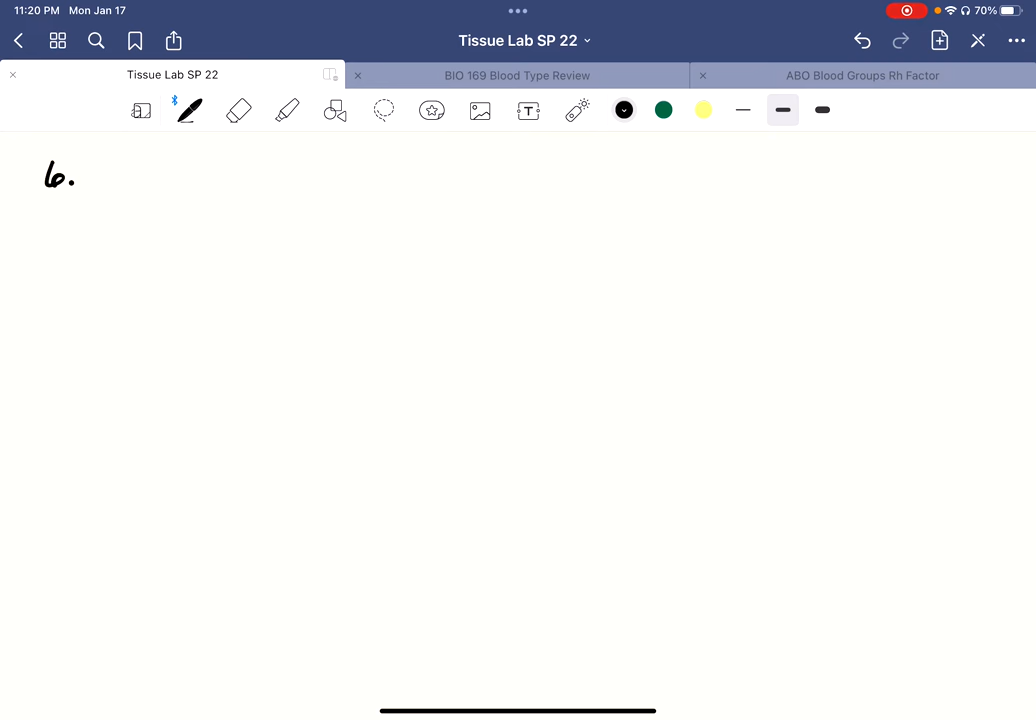 11:20 PM Mon Jan 17
70%
Tissue Lab SP 22
Tissue Lab SP 22
BIO 169 Blood Type Review
ABO Blood Groups Rh Factor
T
6.